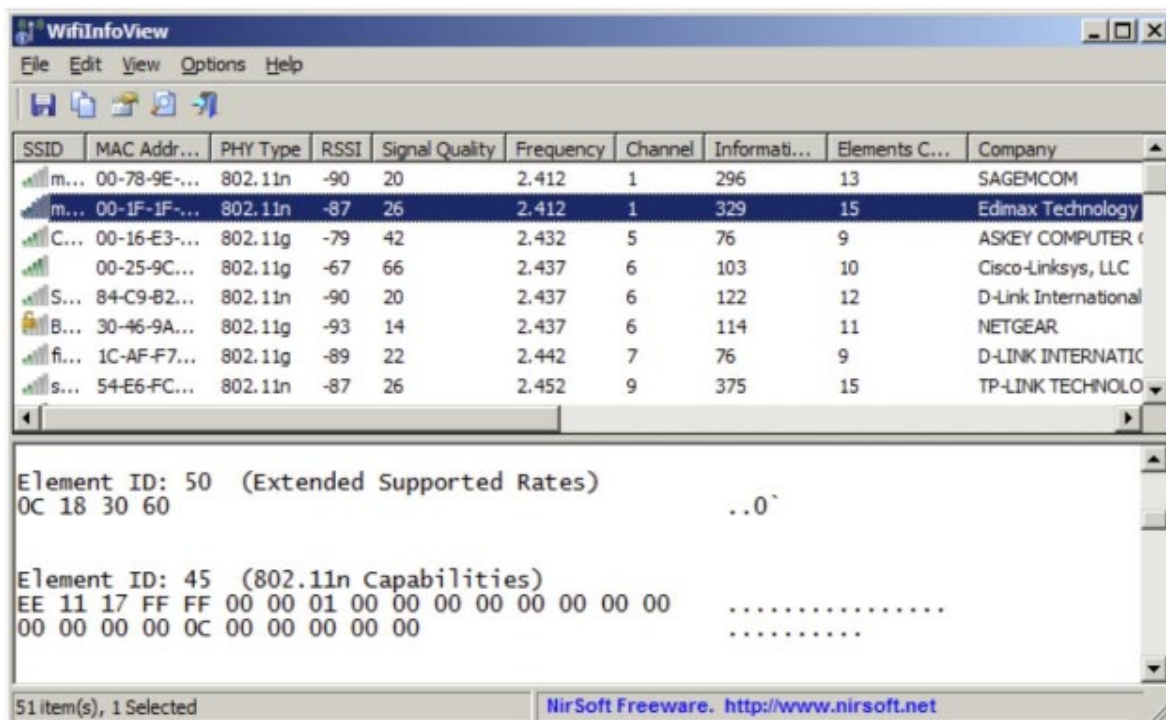 WifiInfoView
File Edit View Options Help
SSID MAC Addr... PHY Type RSSI Signal Quality Frequency Channel Informati... Elements C... Company
m... 00-78-9E-... 802.11n -90 20 2.412 1 296 13 SAGEMCOM
m... 00-1F-1F-... 802.11n -87 26 2.412 1 329 15 Edimax Technology
C... 00-16-E3-... 802.11g -79 42 2.432 5 76 9 ASKEY COMPUTER
00-25-9C... 802.11g -67 66 2.437 6 103 10 Cisco-Linksys, LLC
S... 84-C9-B2... 802.11n -90 20 2.437 6 122 12 D-Link International
B... 30-46-9A... 802.11g -93 14 2.437 6 114 11 NETGEAR
fi... 1C-AF-F7... 802.11g -89 22 2.442 7 76 9 D-LINK INTERNATIC
s... 54-E6-FC... 802.11n -87 26 2.452 9 375 15 TP-LINK TECHNOLO
Element ID: 50 (Extended Supported Rates)
0C 18 30 60 ..0`
Element ID: 45 (802.11n Capabilities)
EE 11 17 FF FF 00 00 01 00 00 00 00 00 00 00 00 ................
00 00 00 00 0C 00 00 00 00 00 ..........
51 item(s), 1 Selected NirSoft Freeware. http://www.nirsoft.net